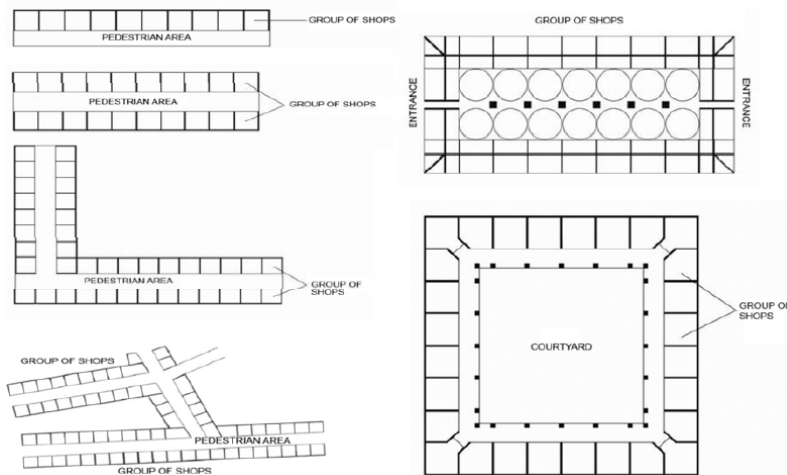 GROUP OF SHOPS
PEDESTRIAN AREA
PEDESTRIAN AREA
GROUP OF SHOPS
PEDESTRIAN AREA
GROUP OF
SHOPS
GROUP OF SHOPS
PEDESTRIAN AREA
GROUP OF SHOPS
GROUP OF SHOPS
ENTRANCE
ENTRANCE
GROUP OF
SHOPS
COURTYARD